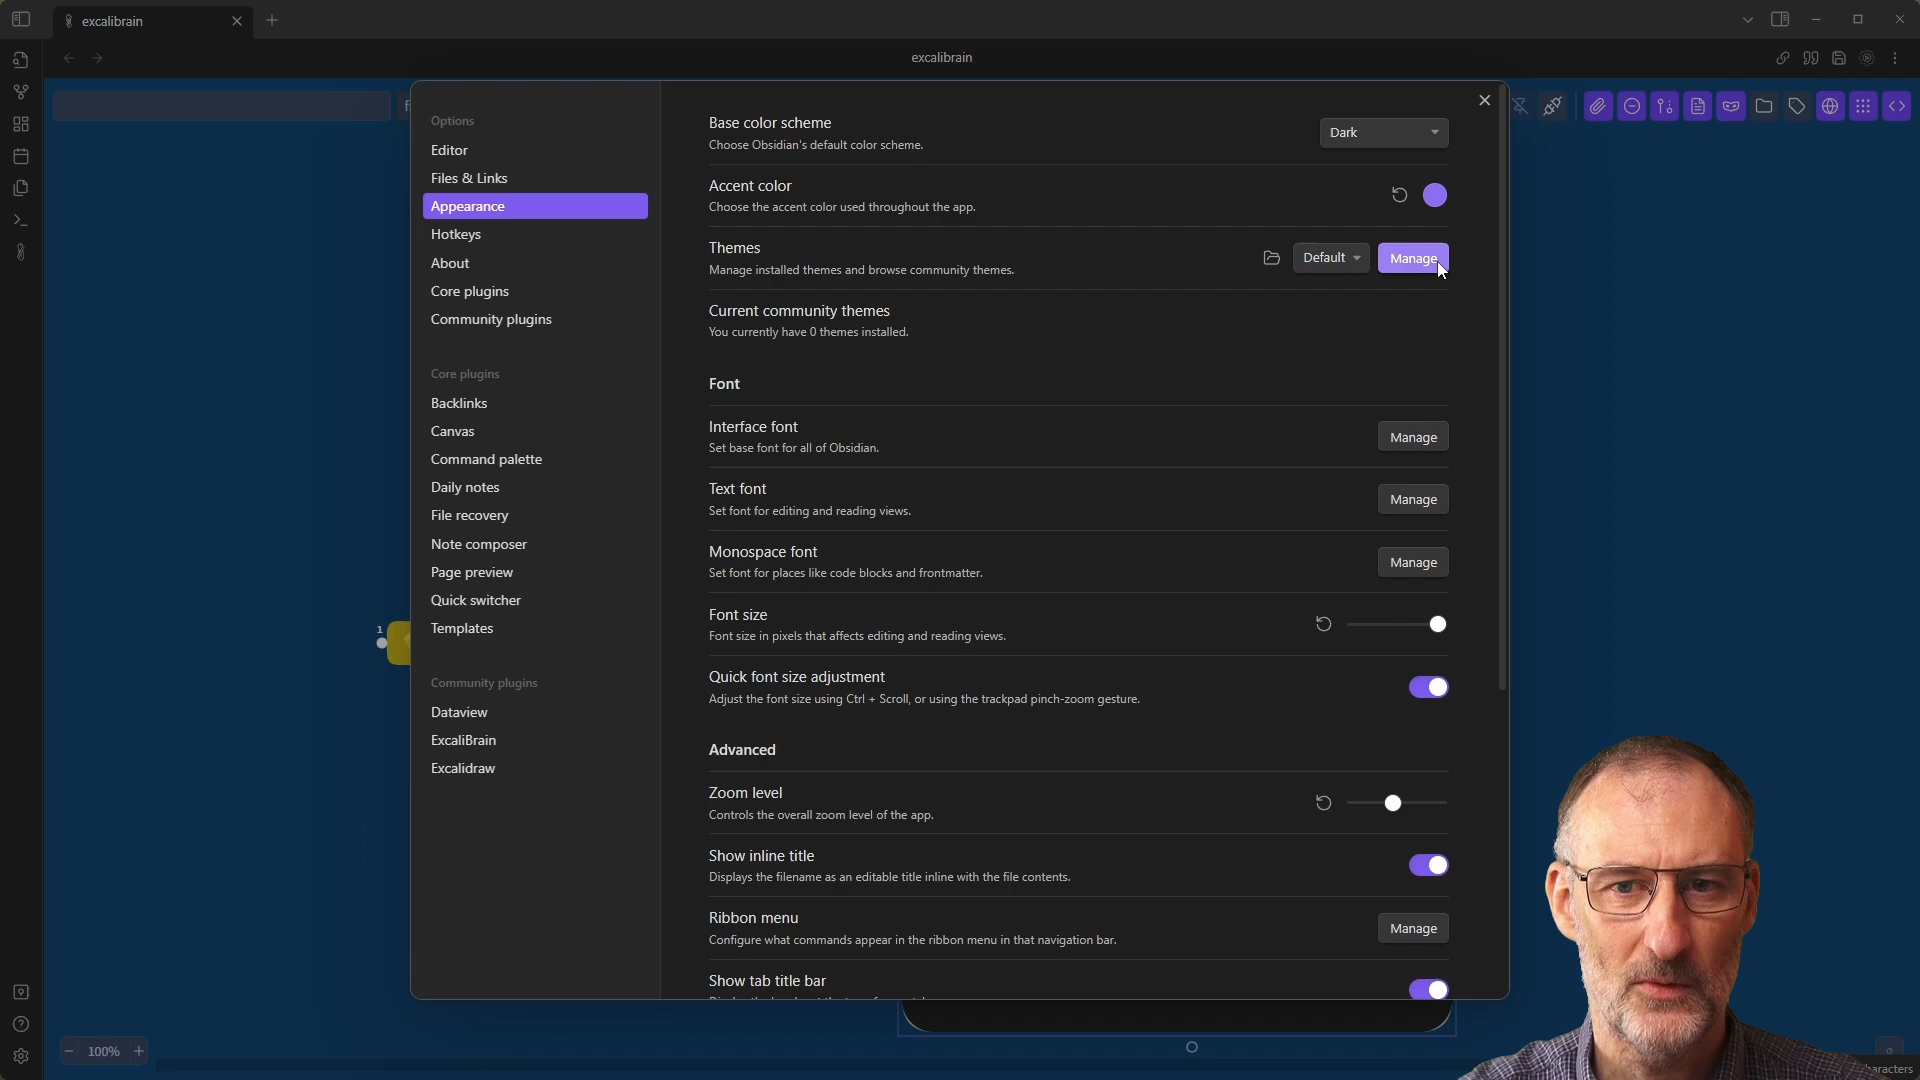 excalibrain
excalibrain
Options
Editor
Files & Links
Appearance
Hotkeys
About
Core plugins
Community plugins
Core plugins
Backlinks
Canvas
Command palette
Daily notes
File recovery
Note composer
Page preview
Quick switcher
Templates
Community plugins
Dataview
ExcaliBrain
Excalidraw
Base color scheme
Choose Obsidian's default color scheme.
Dark
Accent color
Choose the accent color used throughout the app.
Themes
Manage installed themes and browse community themes.
Default
Manage
Current community themes
You currently have 0 themes installed.
Font
Interface font
Set base font for all of Obsidian.
Manage
Text font
Set font for editing and reading views.
Manage
Monospace font
Set font for places like code blocks and frontmatter.
Manage
Font size
Font size in pixels that affects editing and reading views.
Quick font size adjustment
Adjust the font size using Ctrl + Scroll, or using the trackpad pinch-zoom gesture.
Advanced
Zoom level
Controls the overall zoom level of the app.
Show inline title
Displays the filename as an editable title inline with the file contents.
Ribbon menu
Configure what commands appear in the ribbon menu in that navigation bar.
Manage
Show tab title bar
1
100%